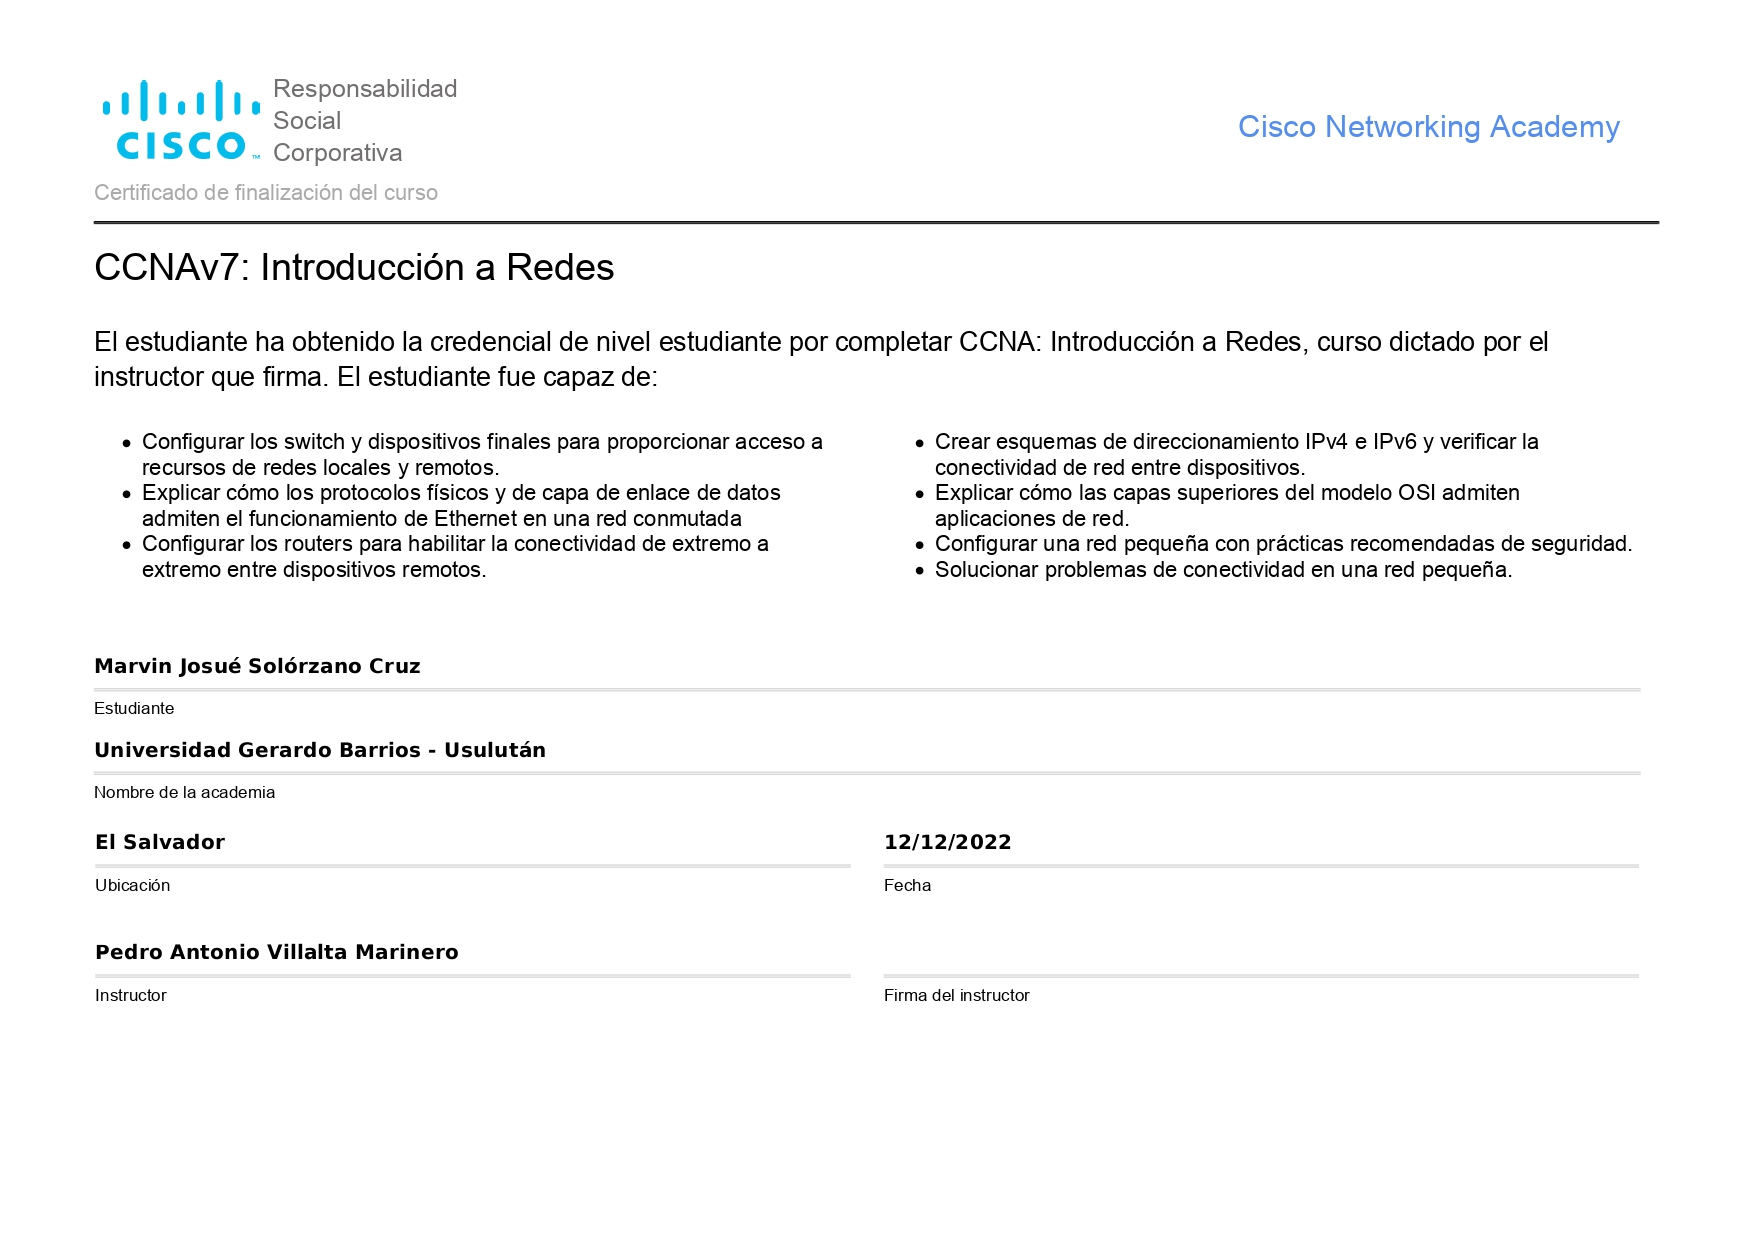 CISCO™
Responsabilidad
Social
Corporativa
Cisco Networking Academy
Certificado de finalización del curso
CCNAv7: Introducción a Redes
El estudiante ha obtenido la credencial de nivel estudiante por completar CCNA: Introducción a Redes, curso dictado por el
instructor que firma. El estudiante fue capaz de:
• Configurar los switch y dispositivos finales para proporcionar acceso a
recursos de redes locales y remotos.
• Explicar cómo los protocolos físicos y de capa de enlace de datos
admiten el funcionamiento de Ethernet en una red conmutada
• Configurar los routers para habilitar la conectividad de extremo a
extremo entre dispositivos remotos.
• Crear esquemas de direccionamiento IPv4 e IPv6 y verificar la
conectividad de red entre dispositivos.
• Explicar cómo las capas superiores del modelo OSI admiten
aplicaciones de red.
• Configurar una red pequeña con prácticas recomendadas de seguridad.
• Solucionar problemas de conectividad en una red pequeña.
Marvin Josué Solórzano Cruz
Estudiante
Universidad Gerardo Barrios - Usulután
Nombre de la academia
El Salvador
Ubicación
12/12/2022
Fecha
Pedro Antonio Villalta Marinero
Instructor
Firma del instructor